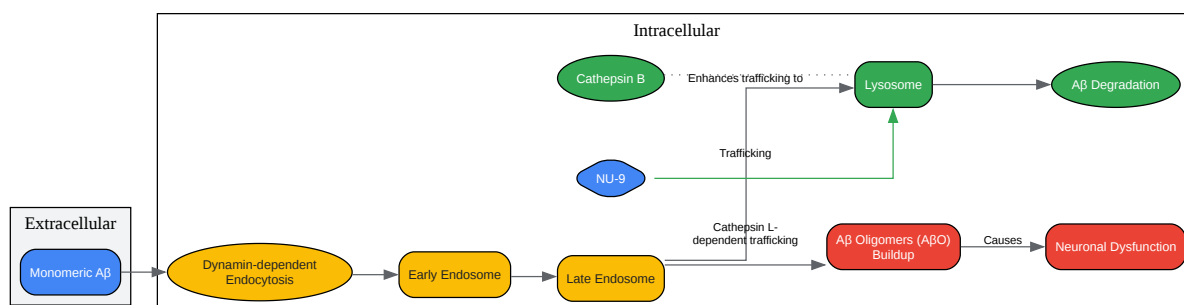 Intracellular
Cathepsin B
Enhances trafficking to
Lysosome
Aβ Degradation
Trafficking
NU-9
Extracellular
Monomeric Aβ
Dynamin-dependent
Endocytosis
Early Endosome
Late Endosome
Cathepsin L-
dependent trafficking
Aβ Oligomers (AβO)
Buildup
Causes
Neuronal Dysfunction